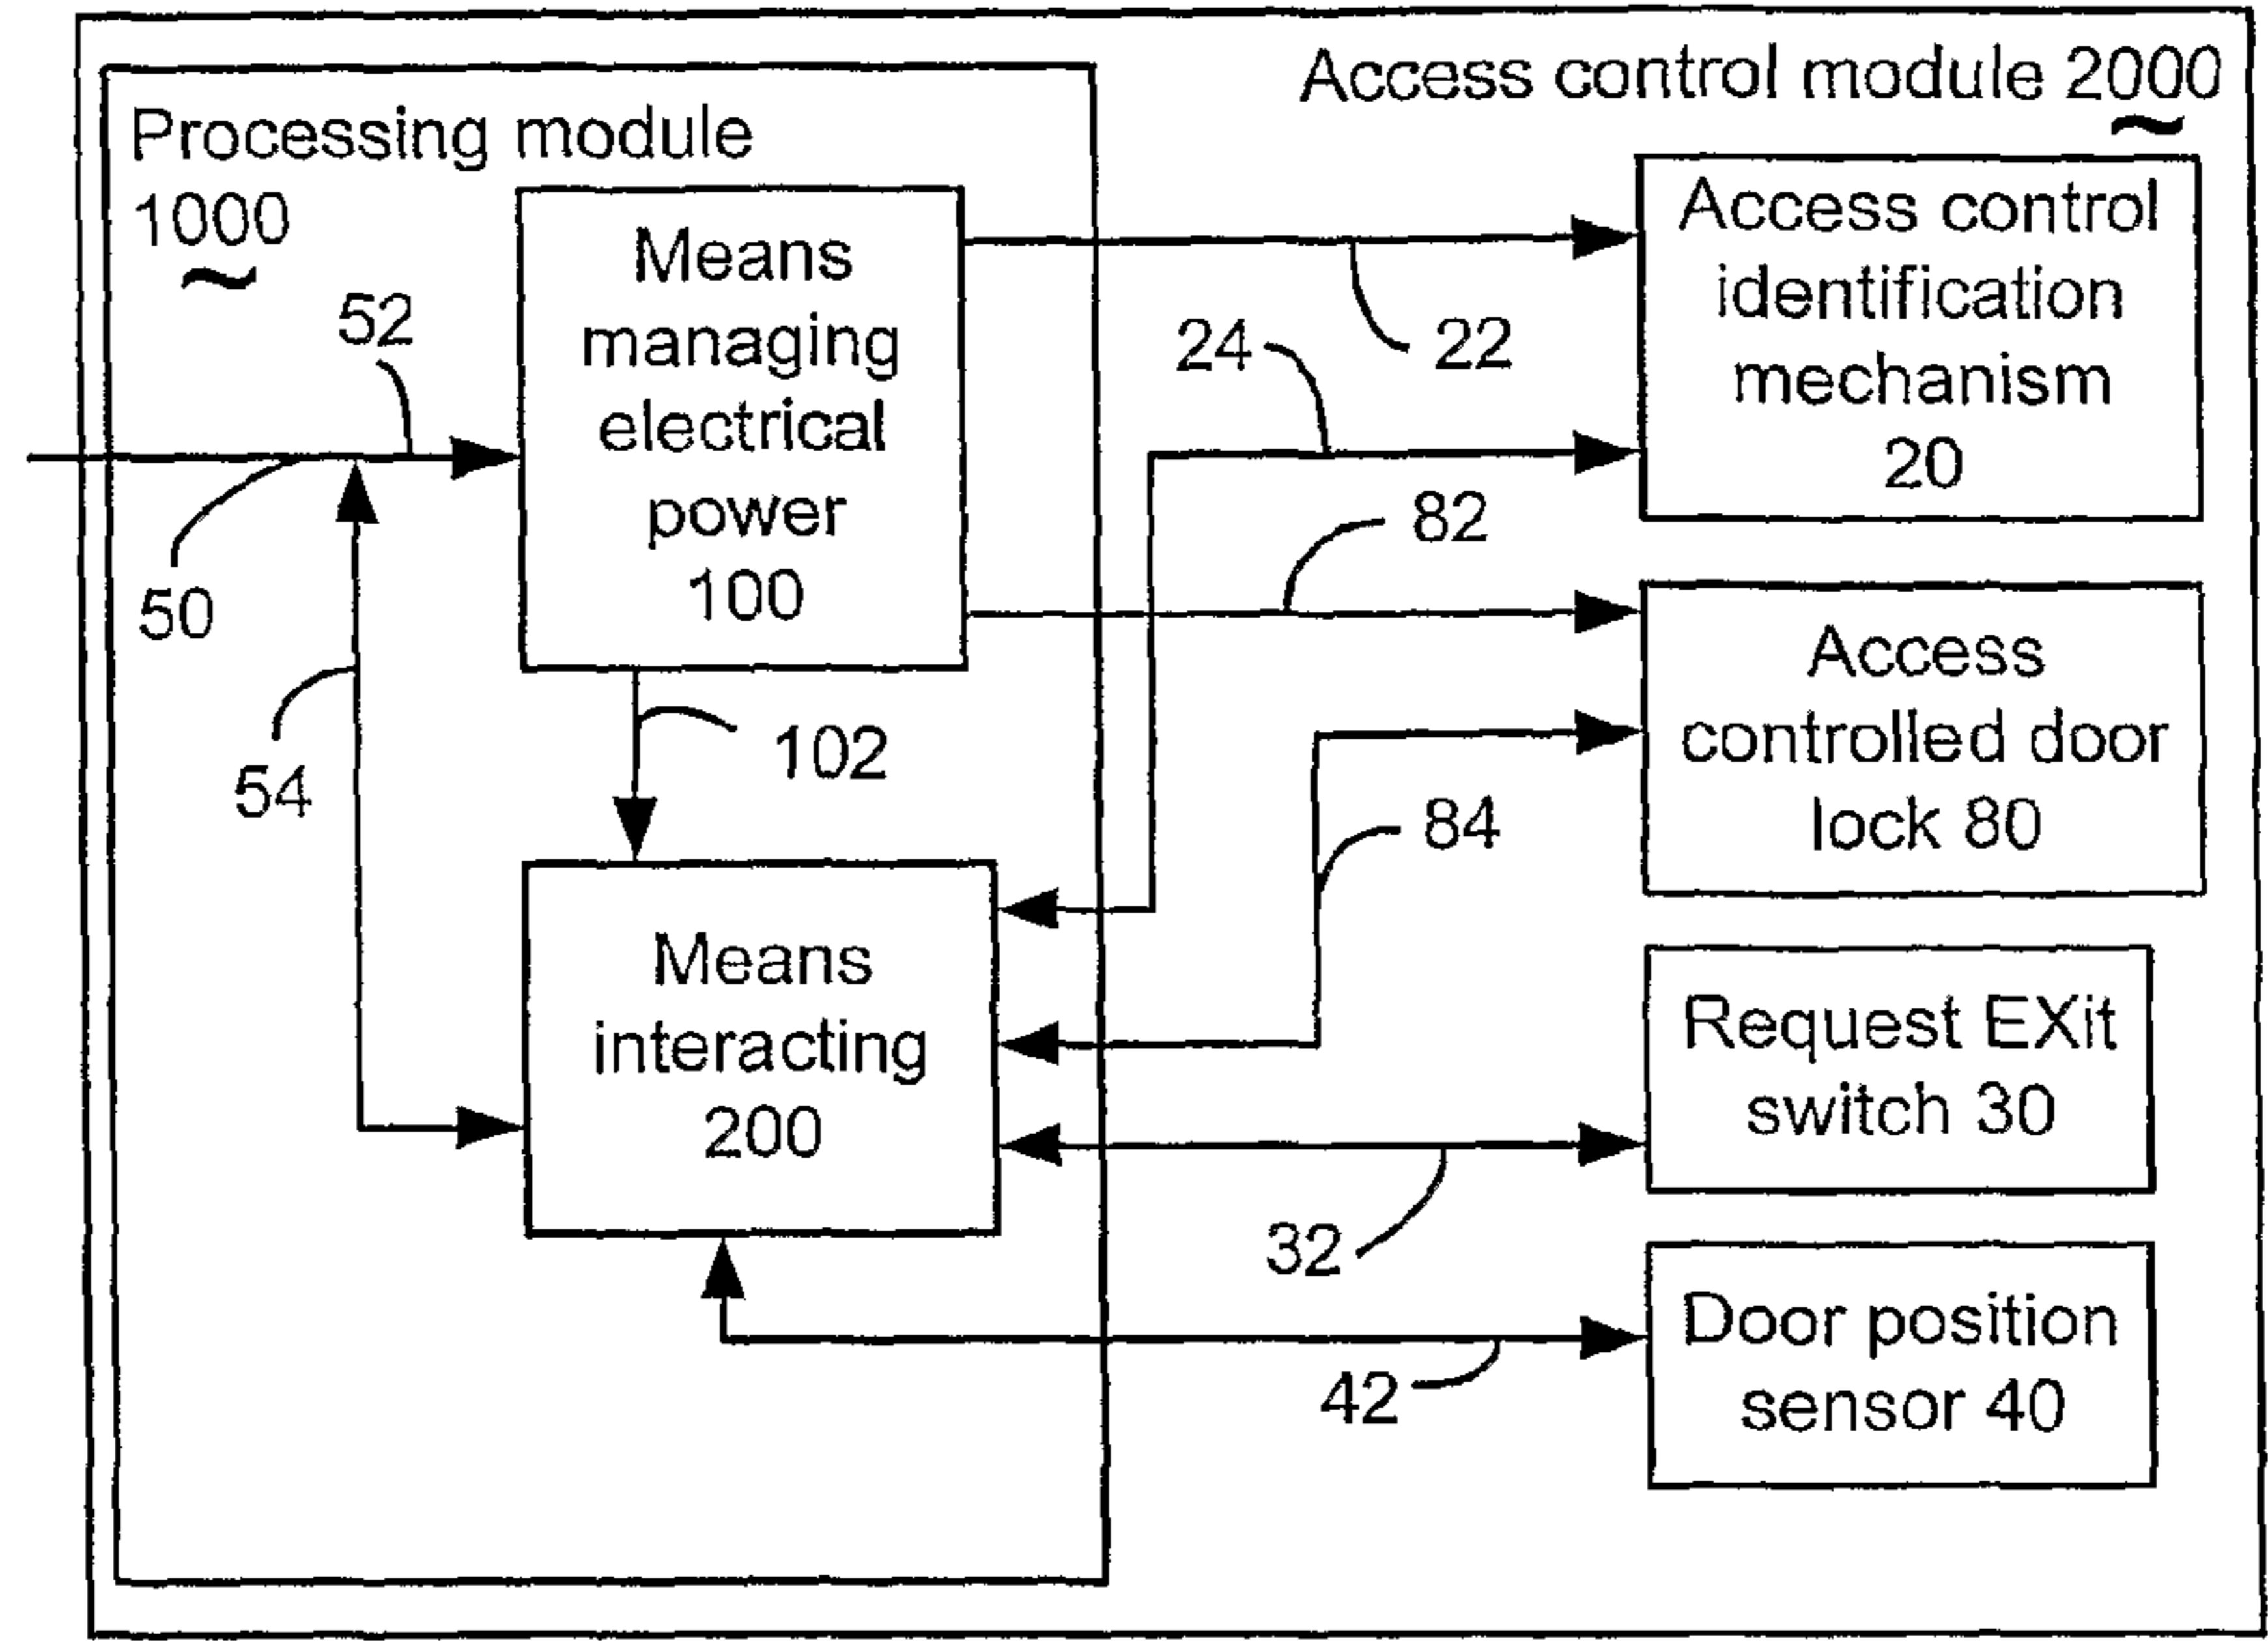 Access control module 2000
Processing module
1000
Means
managing
electrical
power
100
Access control
identification
mechanism
20
52
22
24
82
50
Access
controlled door
lock 80
102
54
84
Means
interacting
200
Request EXit
switch 30
32
Door position
sensor 40
42